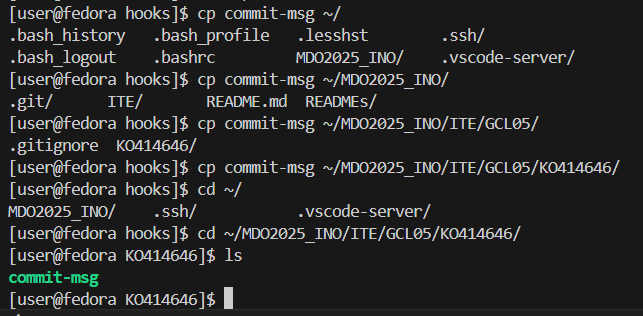 [user@fedora hooks]$ cp commit-msg ~/
.bash_history .bash_profile .lesshst .ssh/
.bash_logout .bashrc MDO2025_INO/ .vscode-server/
[user@fedora hooks]$ cp commit-msg ~/MDO2025_INO/
.git/ ITE/ README.md READMEs/
[user@fedora hooks]$ cp commit-msg ~/MDO2025_INO/ITE/GCL05/
.gitignore KO414646/
[user@fedora hooks]$ cp commit-msg ~/MDO2025_INO/ITE/GCL05/KO414646/
[user@fedora hooks]$ cd ~/
MDO2025_INO/ .ssh/ .vscode-server/
[user@fedora hooks]$ cd ~/MDO2025_INO/ITE/GCL05/KO414646/
[user@fedora KO414646]$ ls
commit-msg
[user@fedora KO414646]$